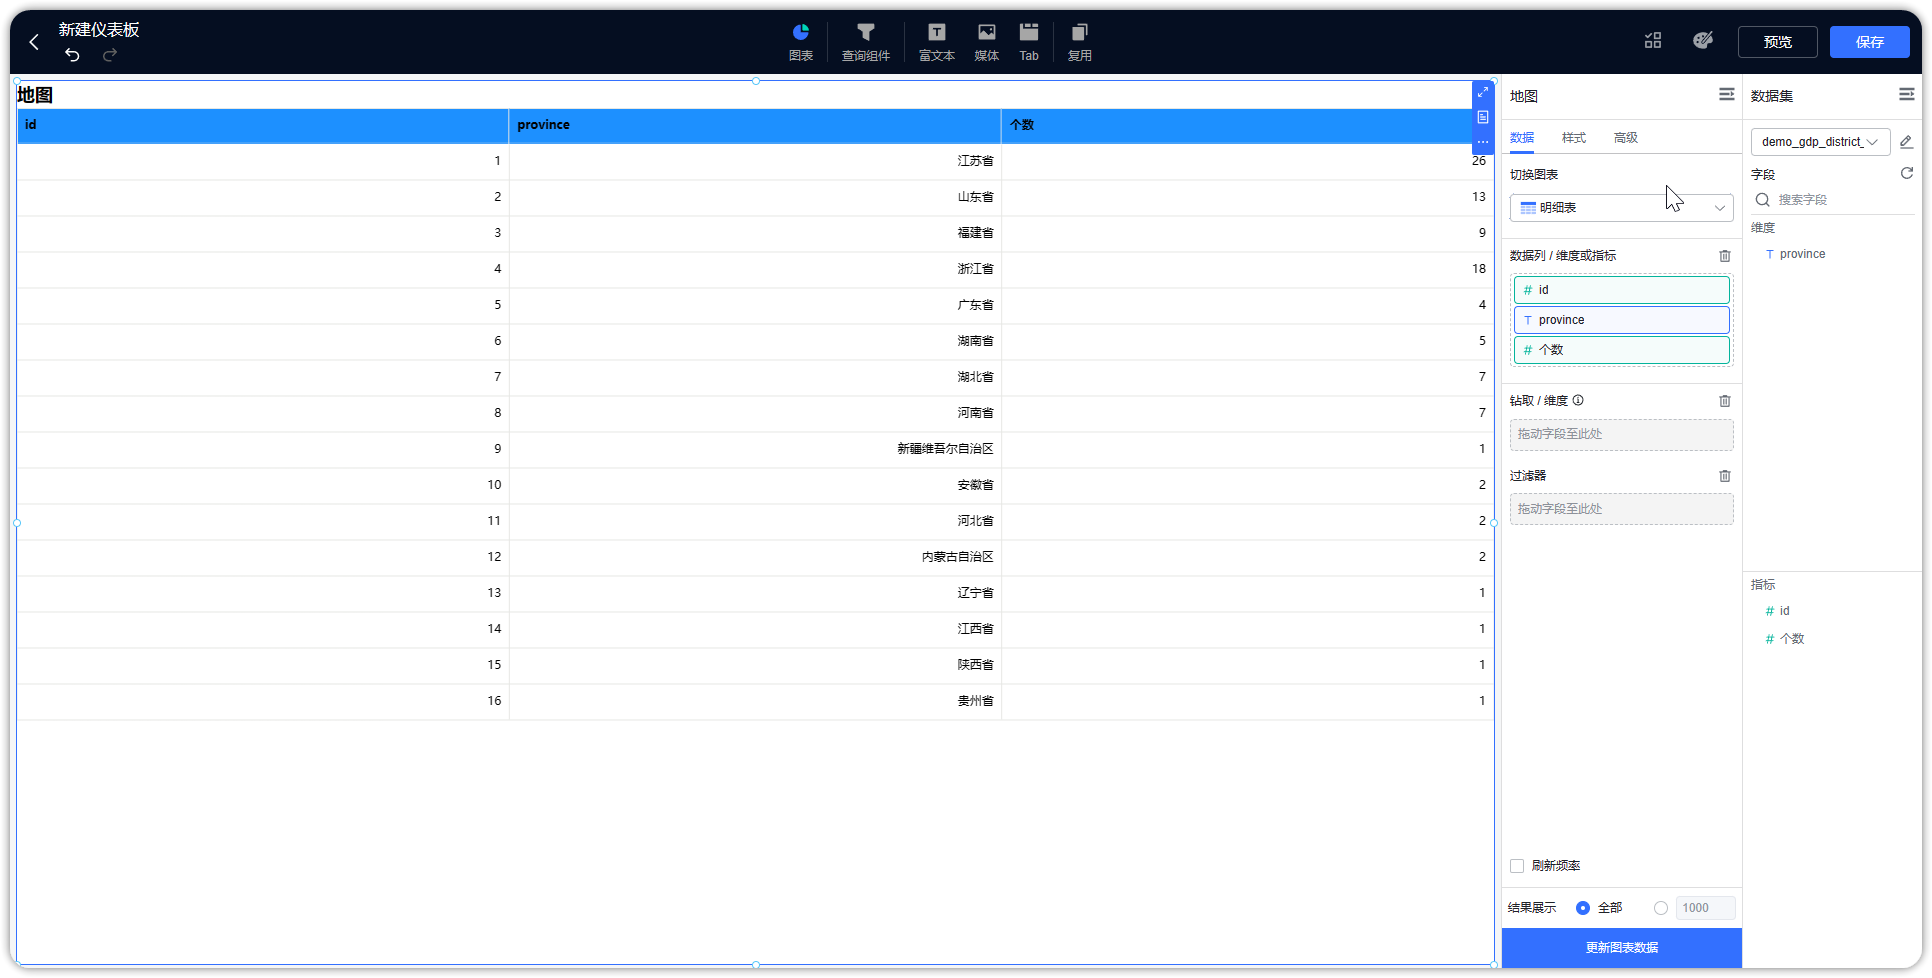 新建仪表板
图表
查询组件
富文本
媒体
Tab
复用
预览
保存
地图
id province 个数
1 江苏省 26
2 山东省 13
3 福建省 9
4 浙江省 18
5 广东省 4
6 湖南省 5
7 湖北省 7
8 河南省 7
9 新疆维吾尔自治区 1
10 安徽省 2
11 河北省 2
12 内蒙古自治区 2
13 辽宁省 1
14 江西省 1
15 陕西省 1
16 贵州省 1
地图
数据 样式 高级
切换图表
明细表
数据列 / 维度或指标
# id
T province
# 个数
钻取 / 维度
拖动字段至此处
过滤器
拖动字段至此处
刷新频率
结果展示 全部 1000
更新图表数据
数据集
demo_gdp_district_
字段
搜索字段
维度
T province
指标
# id
# 个数